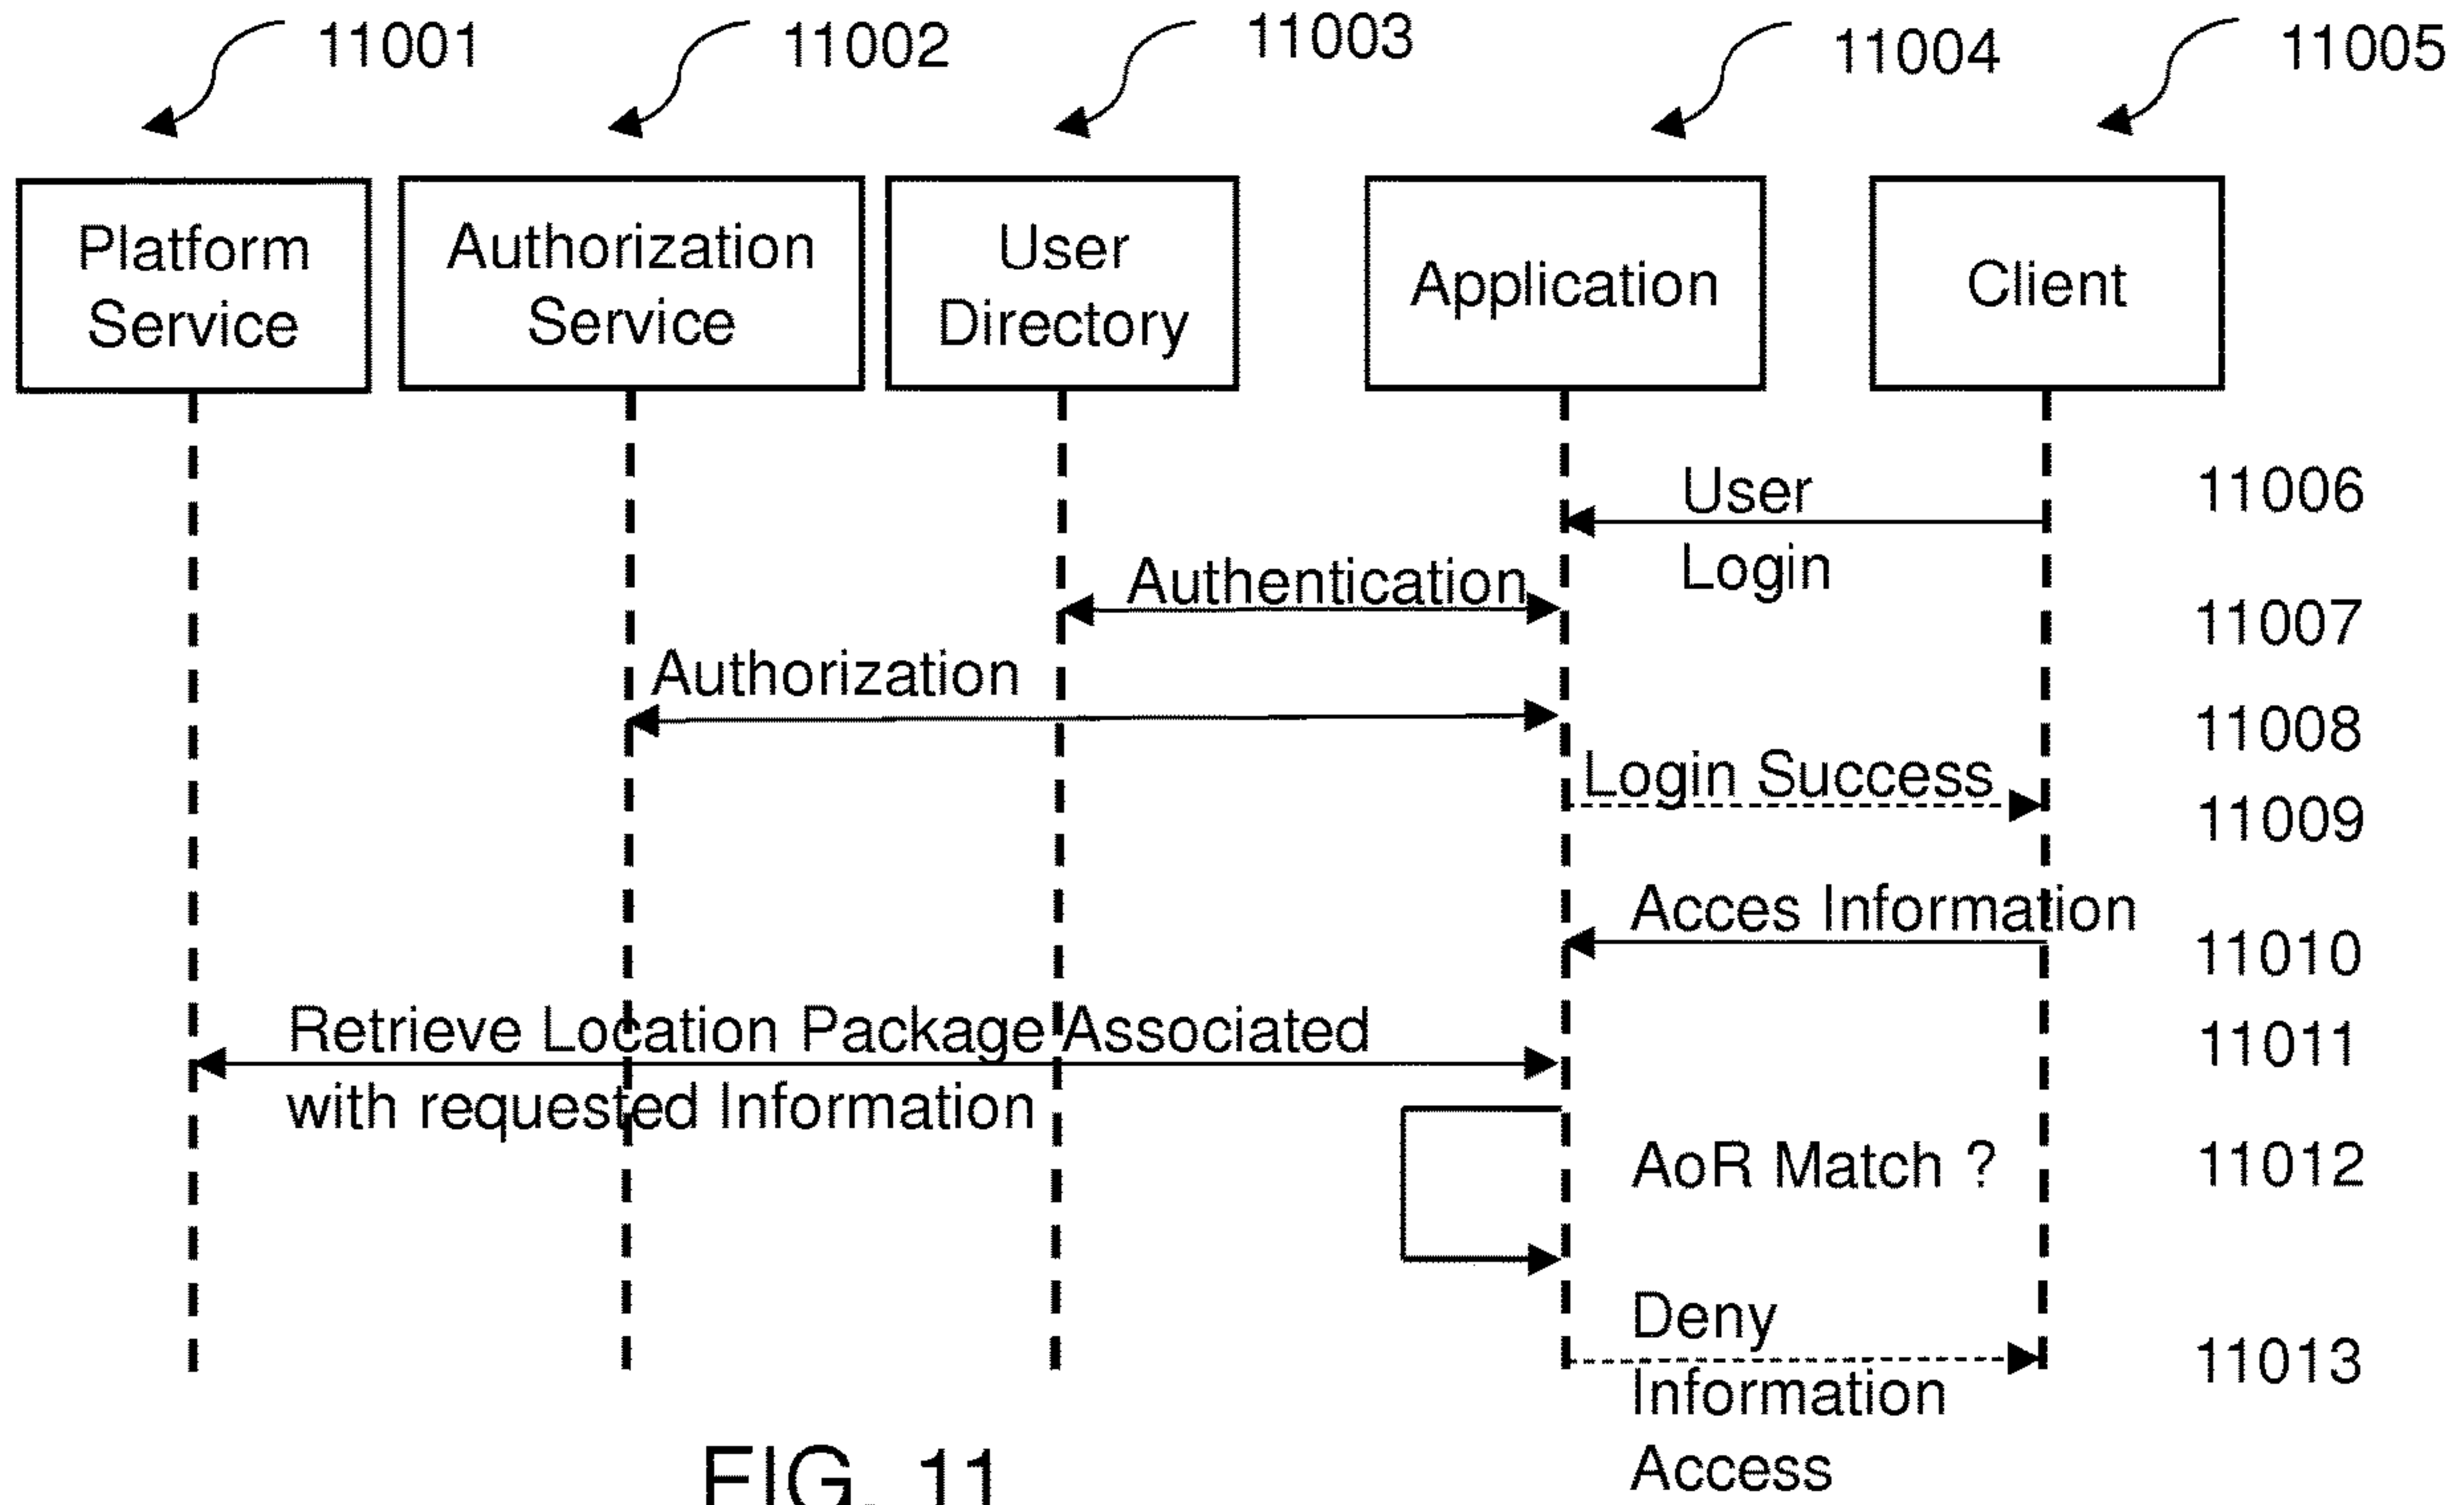 11001
11002
11003
11004
11005
Platform
Service
Authorization
Service
User
Directory
Application
Client
User
Login
11006
Authentication
11007
Authorization
11008
Login Success
11009
Acces Information
11010
Retrieve Location Package Associated
with requested Information
11011
AoR Match ?
11012
Deny
Information
Access
11013
FIG. 11